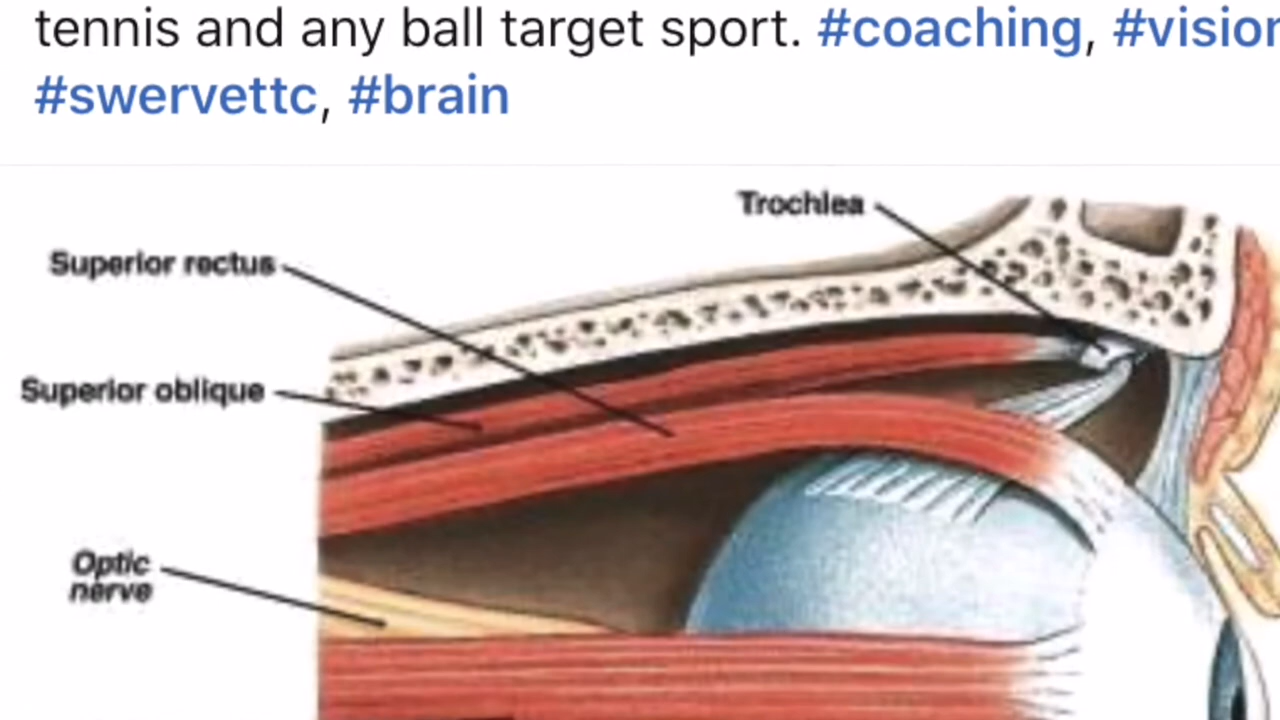 tennis and any ball target sport. #coaching, #vision
#swervettc, #brain
Trochlea
Superior rectus
Superior oblique
Optic
nerve